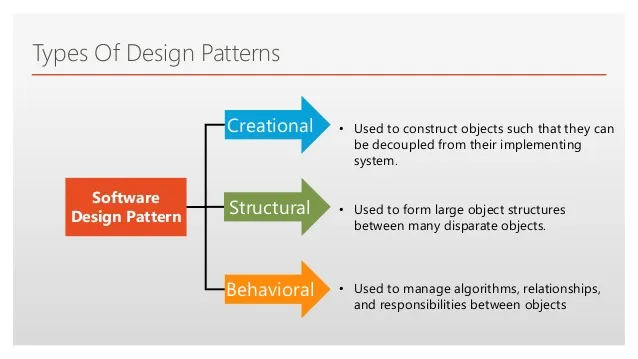 Types Of Design Patterns
Creational
• Used to construct objects such that they can
be decoupled from their implementing
system.
Software
Design Pattern
Structural
• Used to form large object structures
between many disparate objects.
Behavioral
• Used to manage algorithms, relationships,
and responsibilities between objects